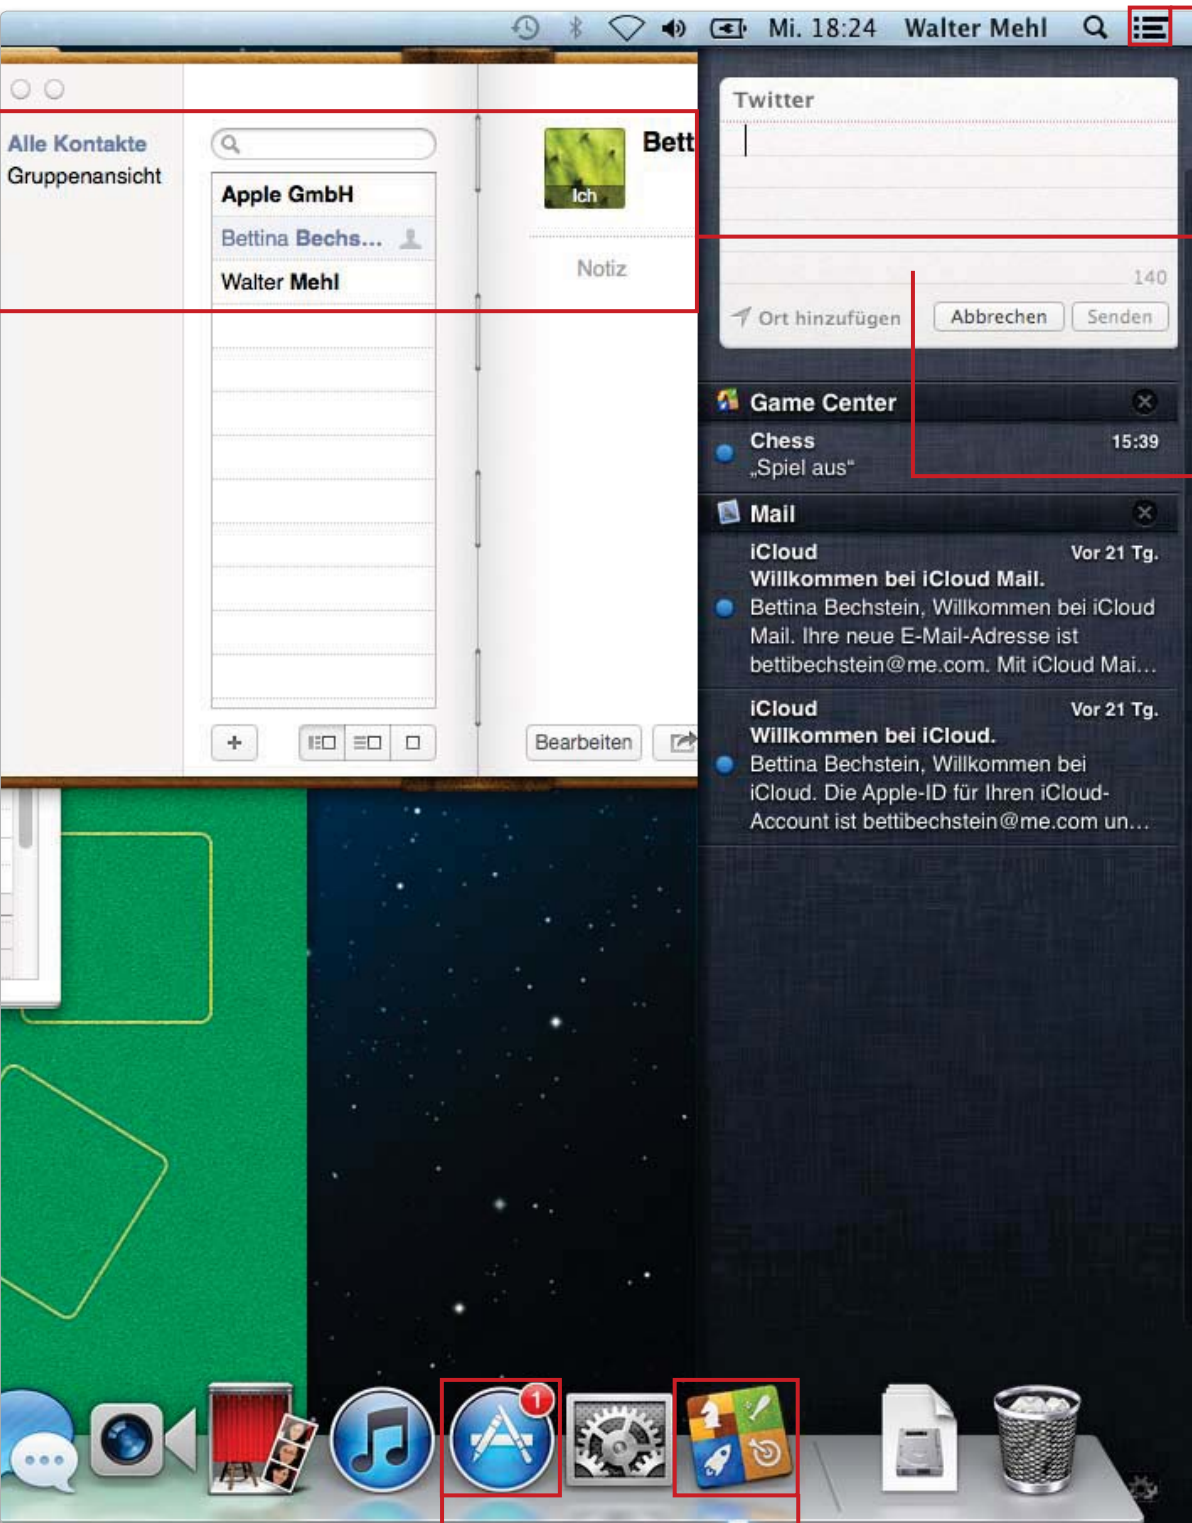 Mi. 18:24 Walter Mehl
Alle Kontakte
Gruppenansicht
Apple GmbH
Bettina Bechs...
Walter Mehl
Ich
Bett
Notiz
Bearbeiten
Twitter
140
Ort hinzufügen
Abbrechen
Senden
Game Center
Chess 15:39
„Spiel aus“
Mail
iCloud Vor 21 Tg.
Willkommen bei iCloud Mail.
Bettina Bechstein, Willkommen bei iCloud
Mail. Ihre neue E-Mail-Adresse ist
bettibechstein@me.com. Mit iCloud Mai...
iCloud Vor 21 Tg.
Willkommen bei iCloud.
Bettina Bechstein, Willkommen bei
iCloud. Die Apple-ID für Ihren iCloud-
Account ist bettibechstein@me.com un...
1